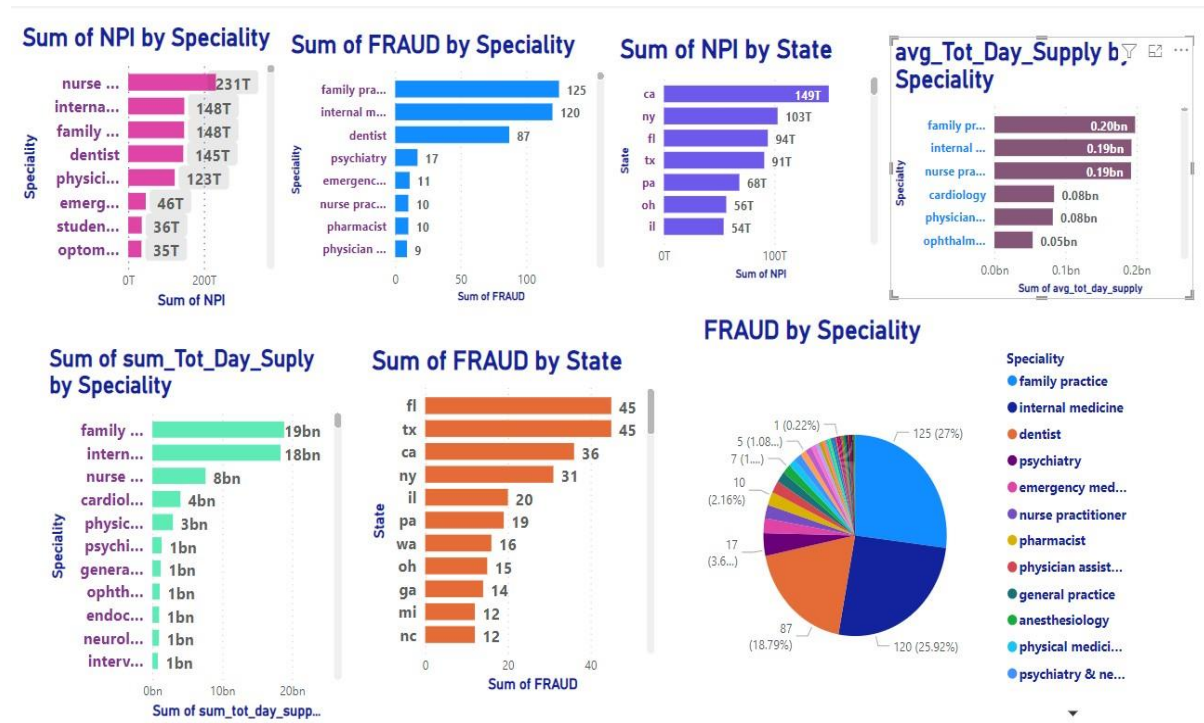 Sum of NPI by Speciality
Speciality
nurse ...
231T
interna...
148T
family ...
148T
dentist
145T
physici...
123T
emerg...
46T
studen...
36T
optom...
35T
0T
200T
Sum of NPI
Sum of FRAUD by Speciality
Speciality
family pra...
125
internal m...
120
dentist
87
psychiatry
17
emergenc...
11
nurse prac...
10
pharmacist
10
physician ...
9
0
50
100
Sum of FRAUD
Sum of NPI by State
State
ca
149T
ny
103T
fl
94T
tx
91T
pa
68T
oh
56T
il
54T
0T
100T
Sum of NPI
avg_Tot_Day_Supply by
Speciality
Specialty
family pr...
0.20bn
internal ...
0.19bn
nurse pra...
0.19bn
cardiology
0.08bn
physician...
0.08bn
ophthalm...
0.05bn
0.0bn
0.1bn
0.2bn
Sum of avg_tot_day_supply
Sum of sum_Tot_Day_Suply
by Speciality
Speciality
family ...
19bn
intern...
18bn
nurse ...
8bn
cardiol...
4bn
physic...
3bn
psychi...
1bn
genera...
1bn
ophth...
1bn
endoc...
1bn
neurol...
1bn
interv...
1bn
0bn
10bn
20bn
Sum of sum_tot_day_supp...
Sum of FRAUD by State
State
fl
45
tx
45
ca
36
ny
31
il
20
pa
19
wa
16
oh
15
ga
14
mi
12
nc
12
0
20
40
Sum of FRAUD
FRAUD by Speciality
1 (0.22%)
5 (1.08...)
7 (1....)
10
(2.16%)
17
(3.6...)
87
(18.79%)
120 (25.92%)
125 (27%)
Speciality
family practice
internal medicine
dentist
psychiatry
emergency med...
nurse practitioner
pharmacist
physician assist...
general practice
anesthesiology
physical medici...
psychiatry & ne...